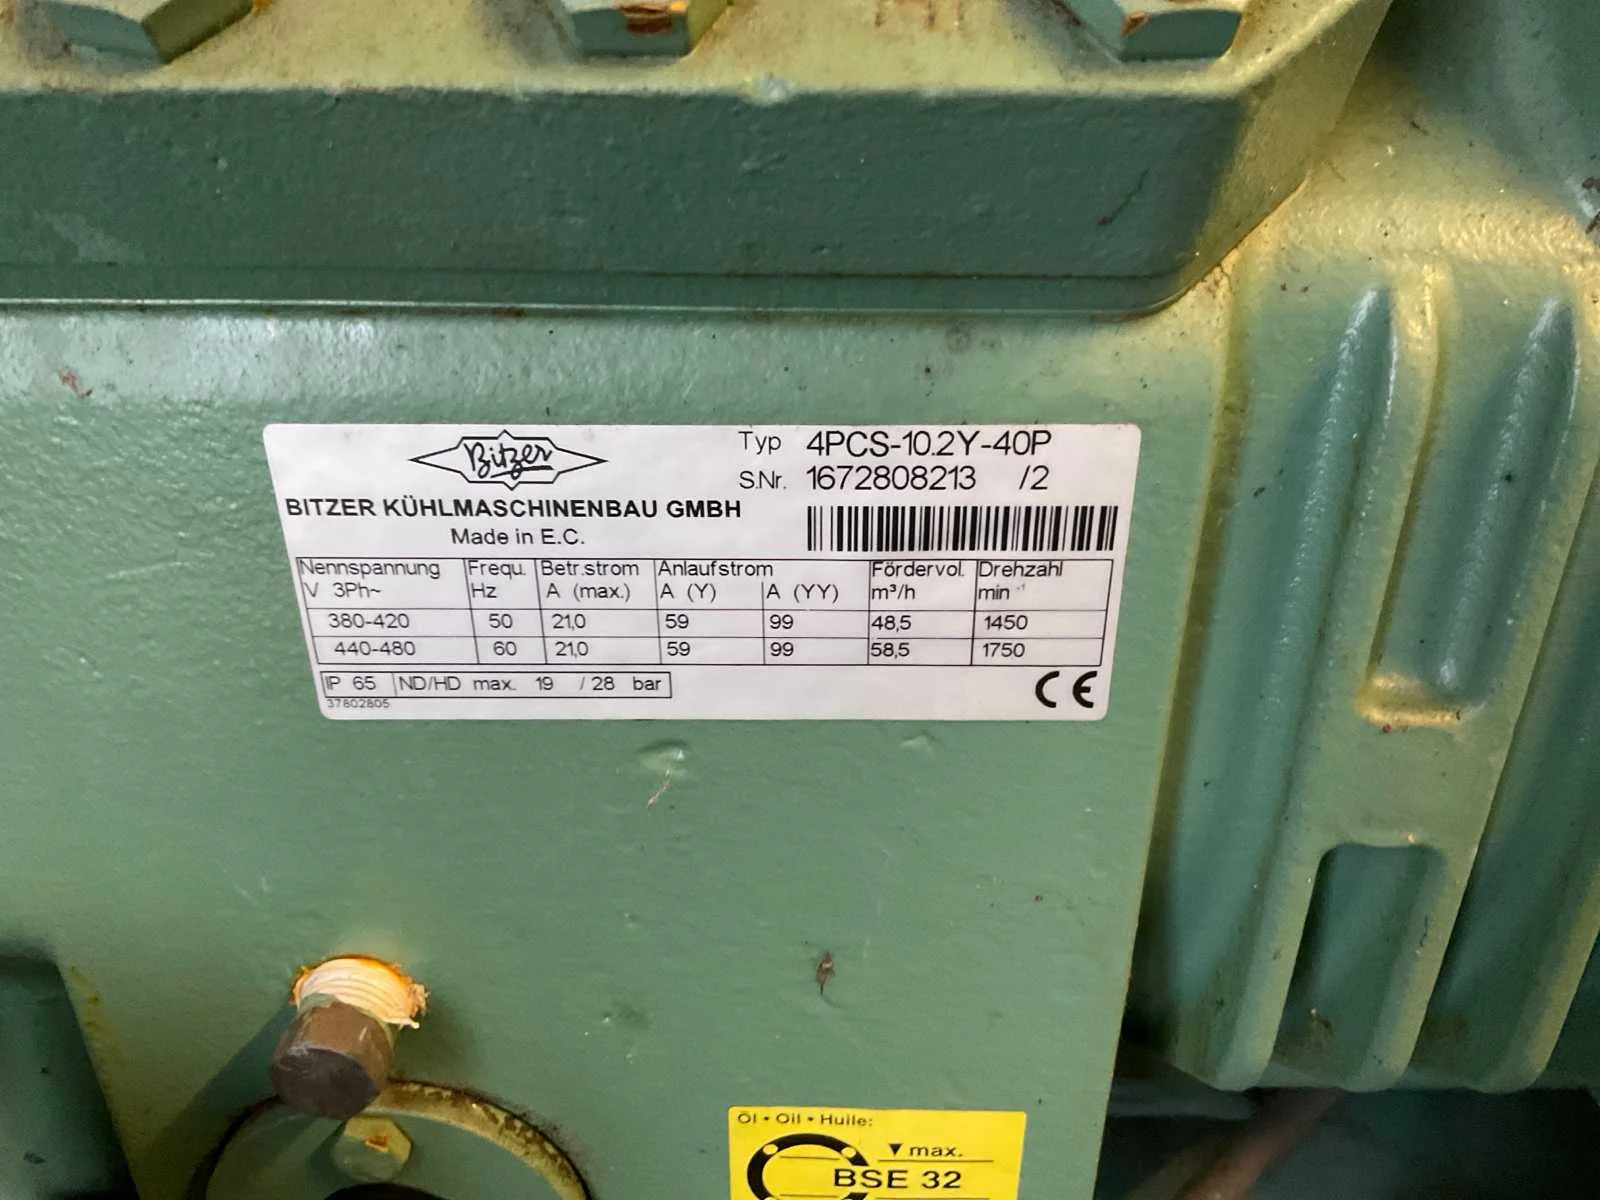 Bitzer
Typ 4PCS-10.2Y-40P
S.Nr. 1672808213 /2
BITZER KÜHLMASCHINENBAU GMBH
Made in E.C.
Nennspannung Frequ. Betr.strom Anlaufstrom Fördervol. Drehzahl
V 3Ph~ Hz A (max.) A (Y) A (YY) m³/h min -1
380-420 50 21,0 59 99 48,5 1450
440-480 60 21,0 59 99 58,5 1750
IP 65 ND/HD max. 19 / 28 bar
37802805
CE
Öl • Oil • Huile:
▼max.
BSE 32